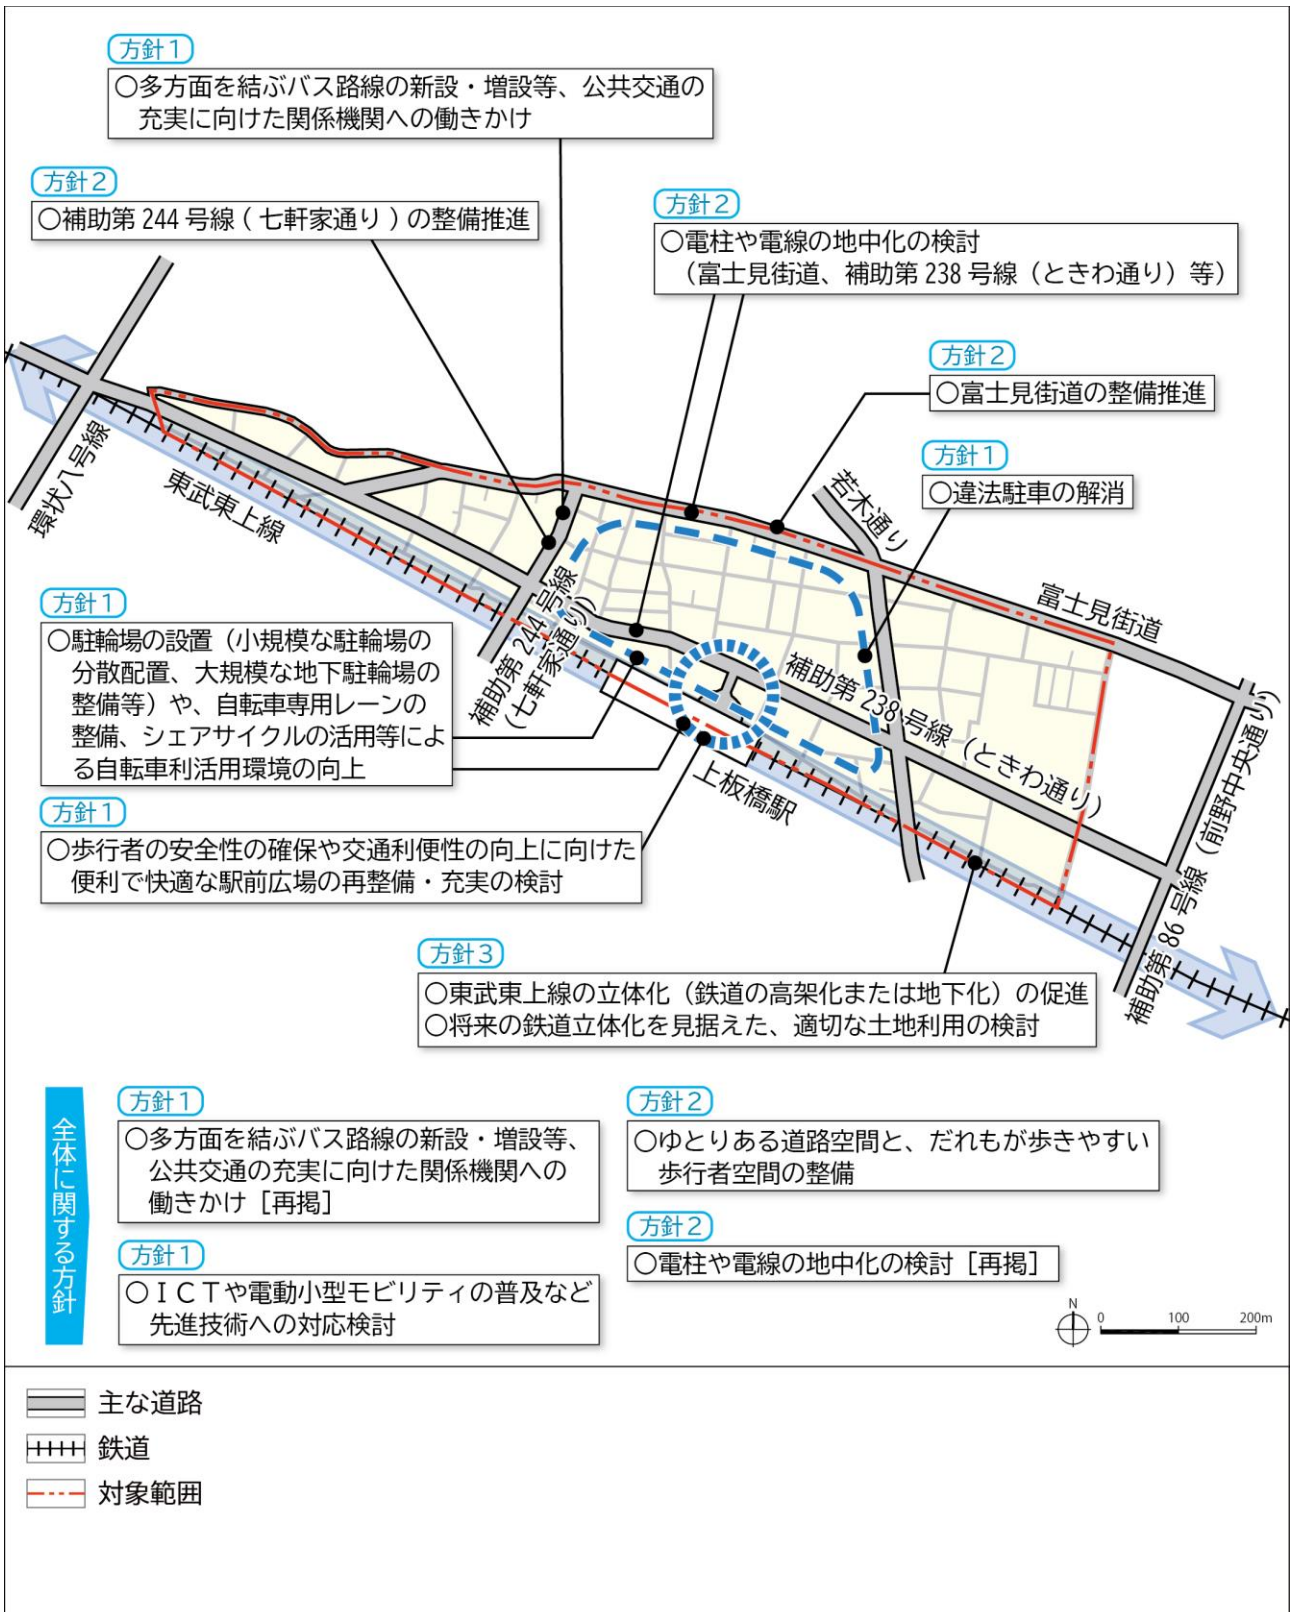 方針1
○多方面を結ぶバス路線の新設・増設等、公共交通の
充実に向けた関係機関への働きかけ
方針2
○補助第 244 号線 ( 七軒家通り ) の整備推進
方針2
○電柱や電線の地中化の検討
（富士見街道、補助第 238 号線（ときわ通り）等）
方針2
○富士見街道の整備推進
方針1
○違法駐車の解消
環状八号線
東武東上線
若木通り
富士見街道
補助第 244 号線
(七軒家通り)
補助第 238 号線（ときわ通り）
上板橋駅
補助第 86 号線（前野中央通り）
方針1
○駐輪場の設置（小規模な駐輪場の
分散配置、大規模な地下駐輪場の
整備等）や、自転車専用レーンの
整備、シェアサイクルの活用等によ
る自転車利活用環境の向上
方針1
○歩行者の安全性の確保や交通利便性の向上に向けた
便利で快適な駅前広場の再整備・充実の検討
方針3
○東武東上線の立体化（鉄道の高架化または地下化）の促進
○将来の鉄道立体化を見据えた、適切な土地利用の検討
全体に関する方針
方針1
○多方面を結ぶバス路線の新設・増設等、
公共交通の充実に向けた関係機関への
働きかけ［再掲］
方針1
○ＩＣＴや電動小型モビリティの普及など
先進技術への対応検討
方針2
○ゆとりある道路空間と、だれもが歩きやすい
歩行者空間の整備
方針2
○電柱や電線の地中化の検討［再掲］
N
0 100 200m
主な道路
鉄道
対象範囲